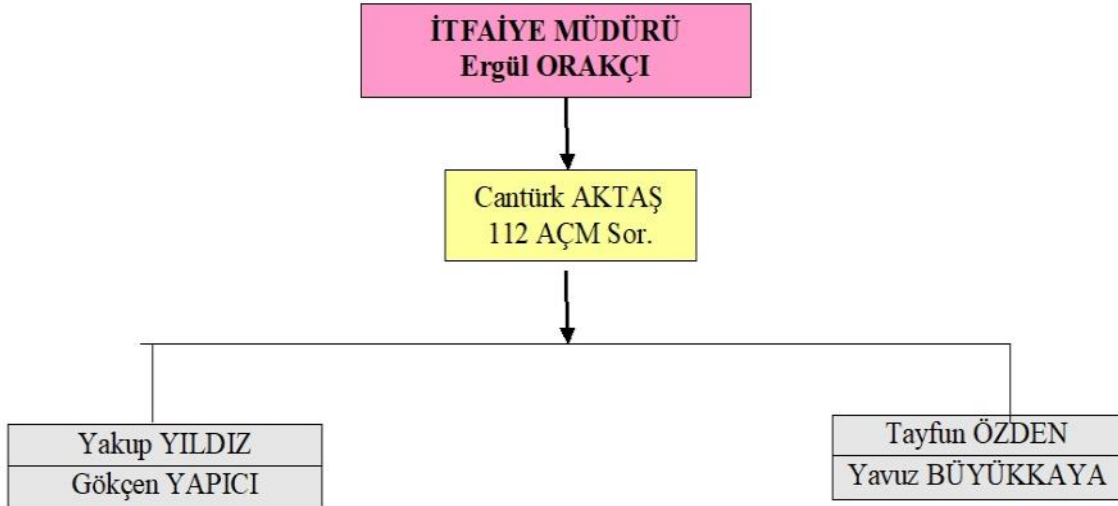 İTFAİYE MÜDÜRÜ
Ergül ORAKÇI
Cantürk AKTAŞ
112 AÇM Sor.
Yakup YILDIZ
Gökçen YAPICI
Tayfun ÖZDEN
Yavuz BÜYÜKKAYA